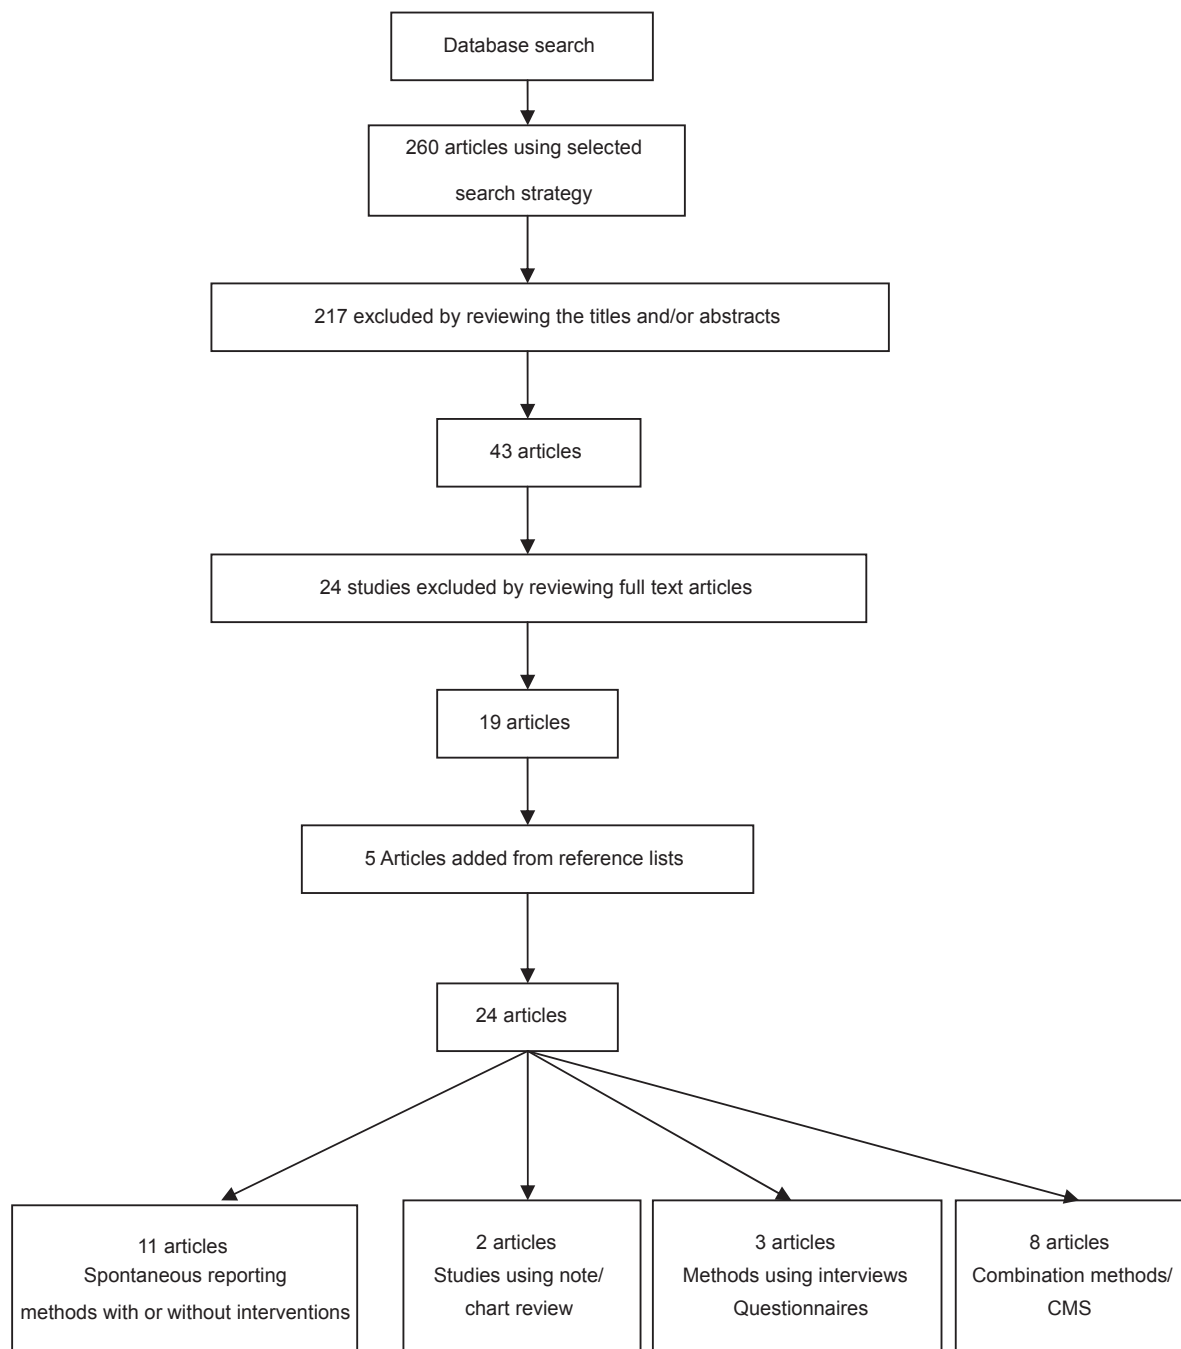 Database search
260 articles using selected
search strategy
217 excluded by reviewing the titles and/or abstracts
43 articles
24 studies excluded by reviewing full text articles
19 articles
5 Articles added from reference lists
24 articles
11 articles
Spontaneous reporting
methods with or without interventions
2 articles
Studies using note/
chart review
3 articles
Methods using interviews
Questionnaires
8 articles
Combination methods/
CMS